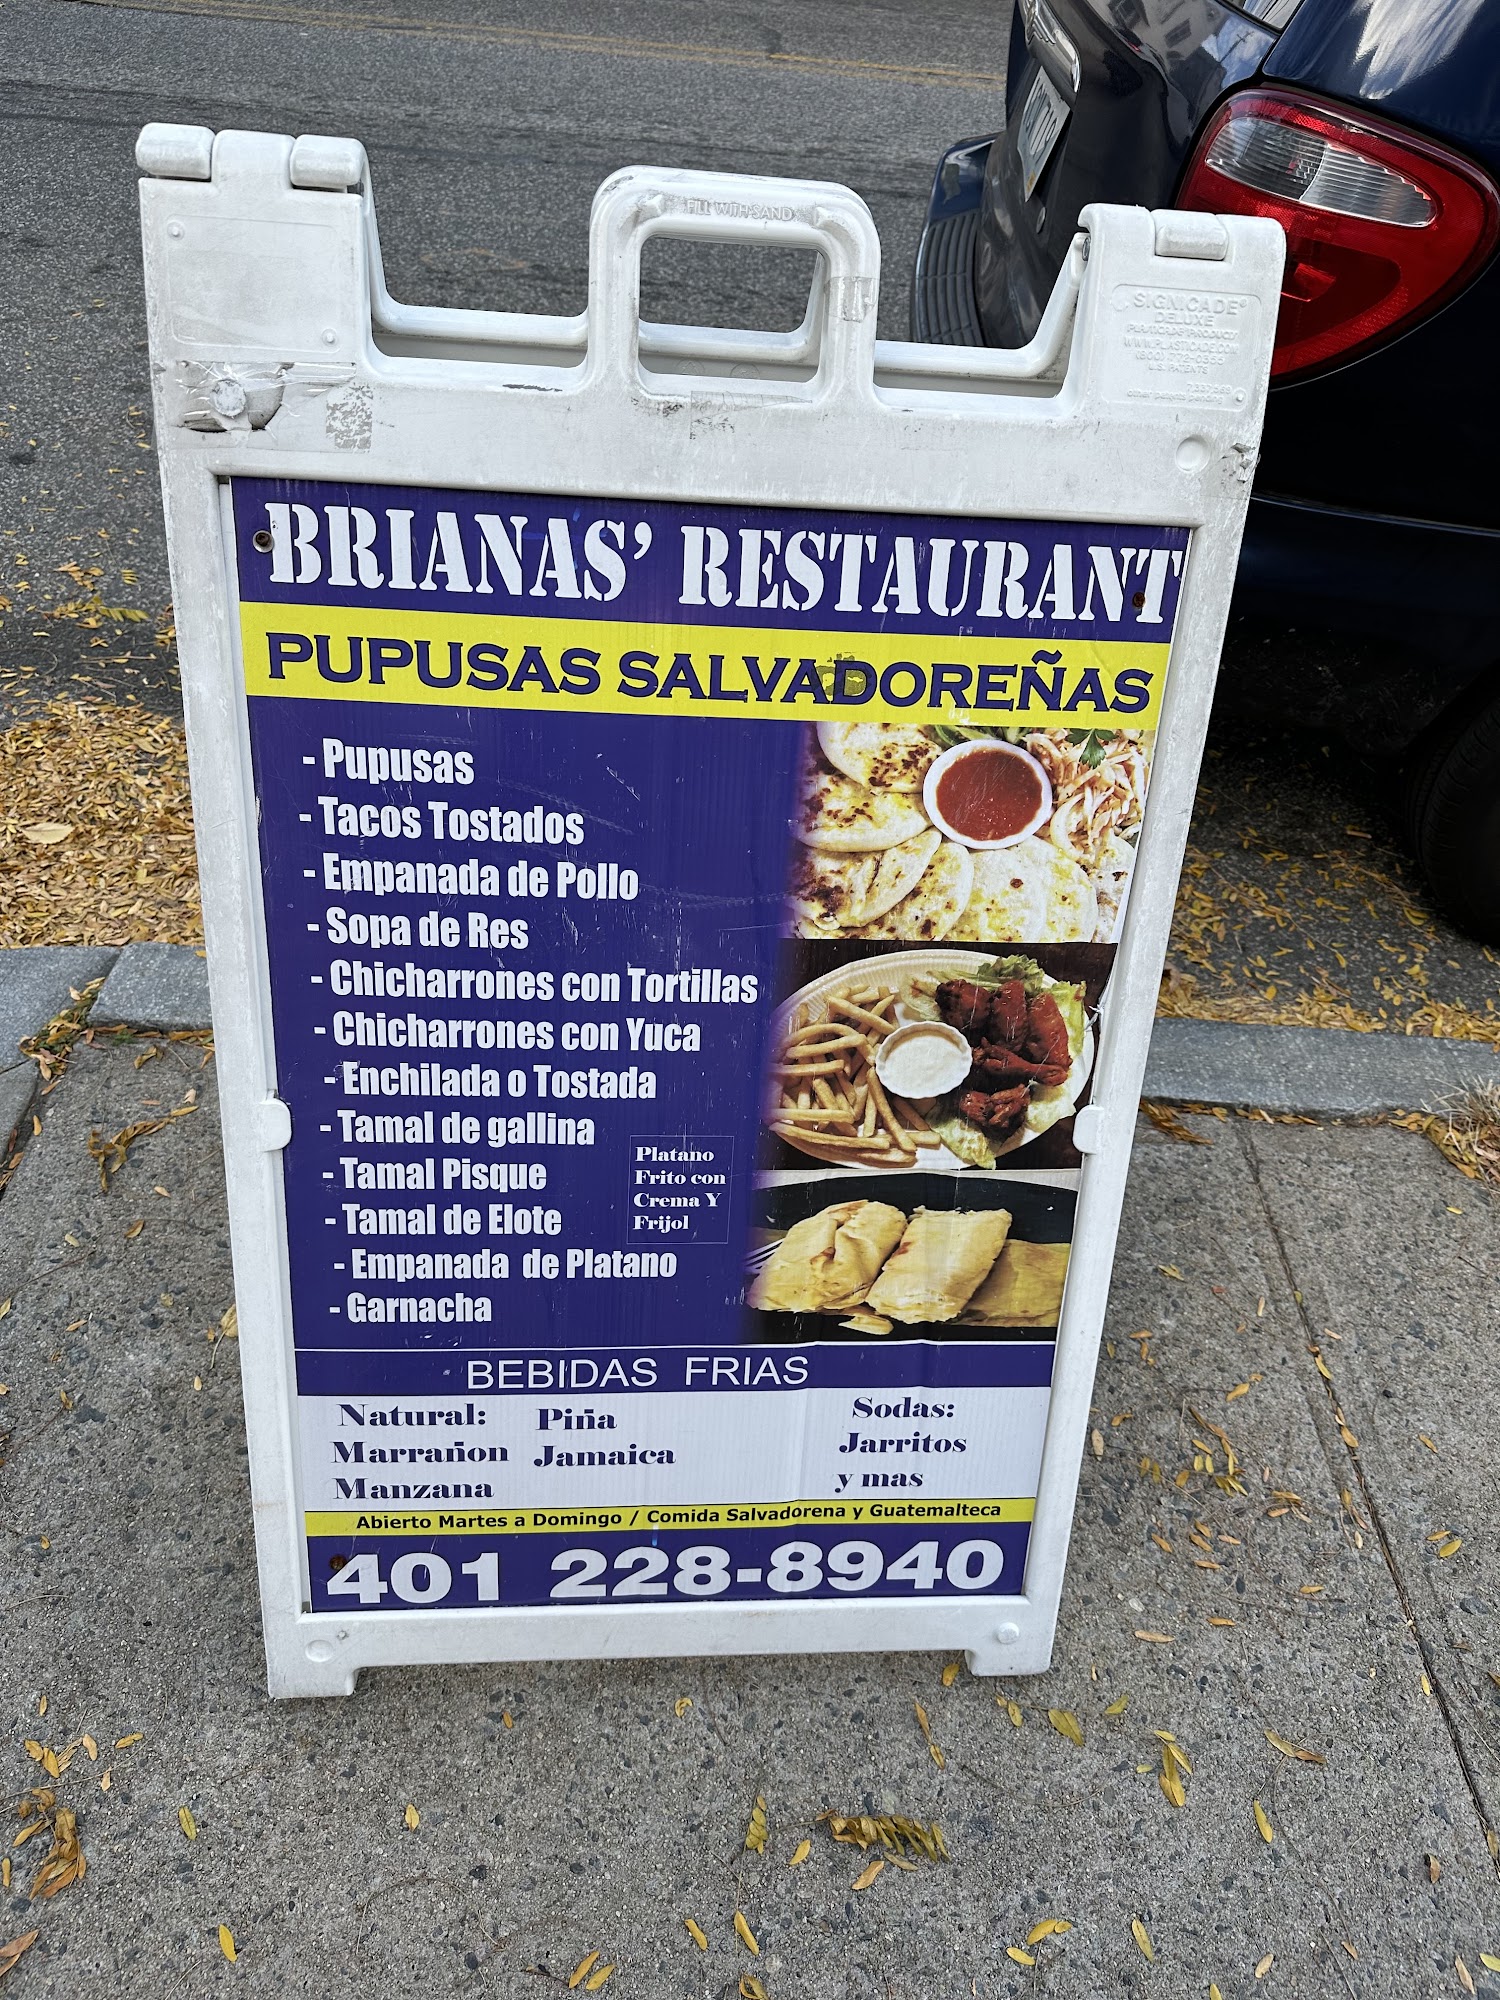 FILL WITH SAND
SIGNICADE®
DELUXE
U.S. PATENTS
BRIANAS' RESTAURANT
PUPUSAS SALVADOREÑAS
- Pupusas
- Tacos Tostados
- Empanada de Pollo
- Sopa de Res
- Chicharrones con Tortillas
- Chicharrones con Yuca
- Enchilada o Tostada
- Tamal de gallina
- Tamal Pisque
- Tamal de Elote
- Empanada de Platano
- Garnacha
Platano
Frito con
Crema Y
Frijol
BEBIDAS FRIAS
Natural:
Marrañon
Manzana
Piña
Jamaica
Sodas:
Jarritos
y mas
Abierto Martes a Domingo / Comida Salvadorena y Guatemalteca
401 228-8940